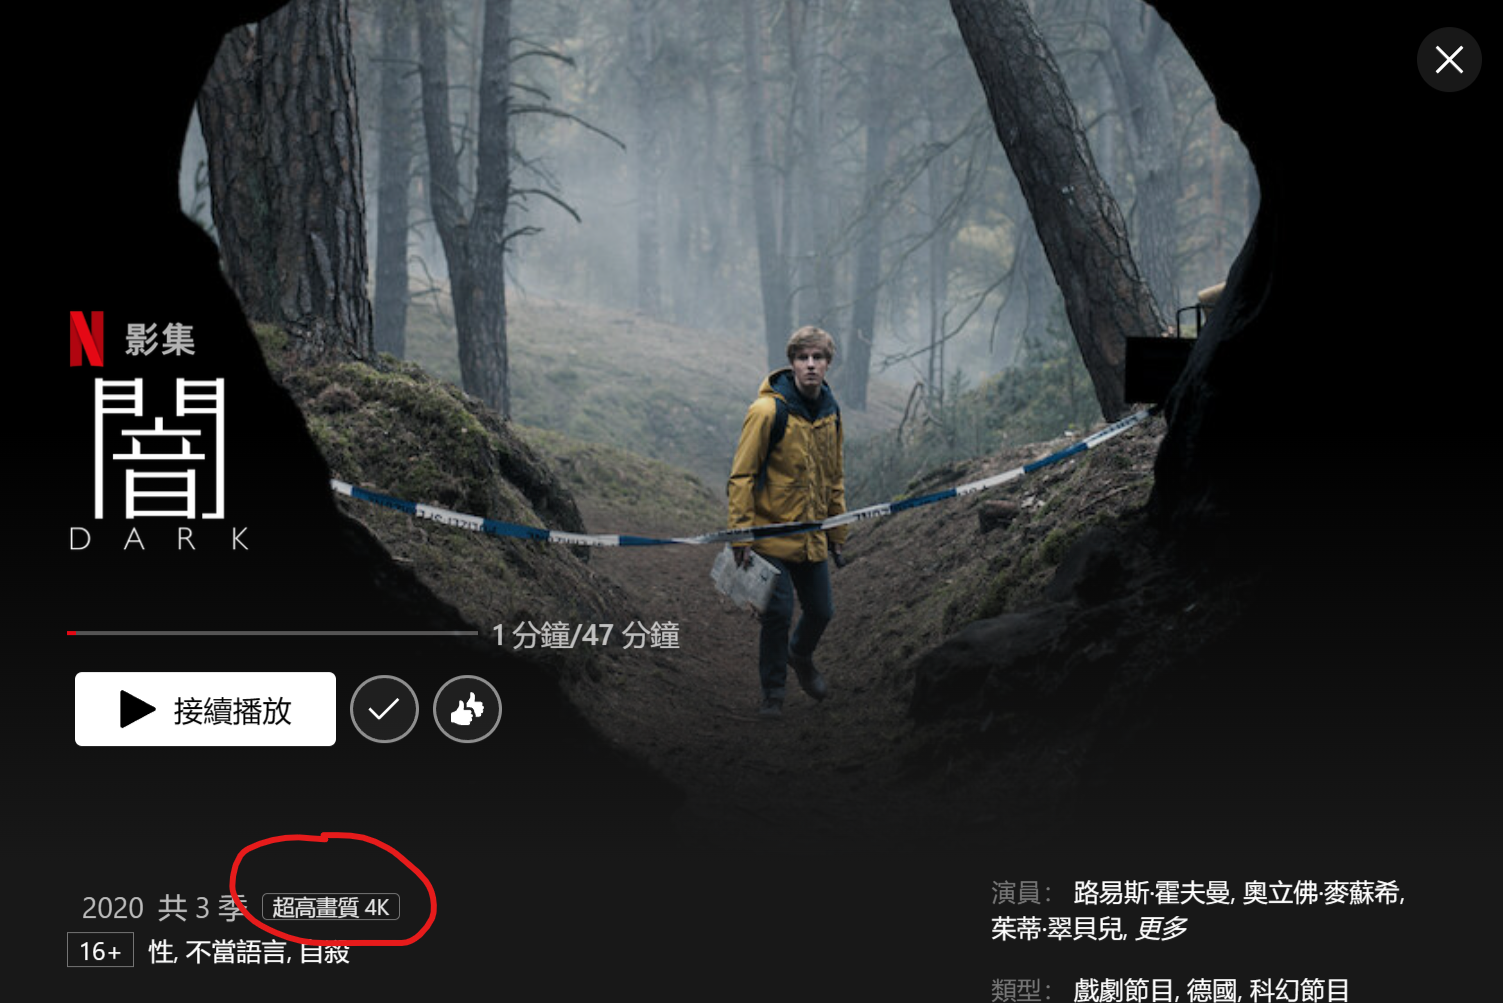 N 影集
闇
DARK
1 分鐘/47 分鐘
接續播放
2020 共 3 季 超高畫質 4K
16+ 性, 不當語言, 自殺
演員： 路易斯·霍夫曼, 奧立佛·麥蘇希,
茱蒂·翠貝兒, 更多
類型： 戲劇節目, 德國, 科幻節目